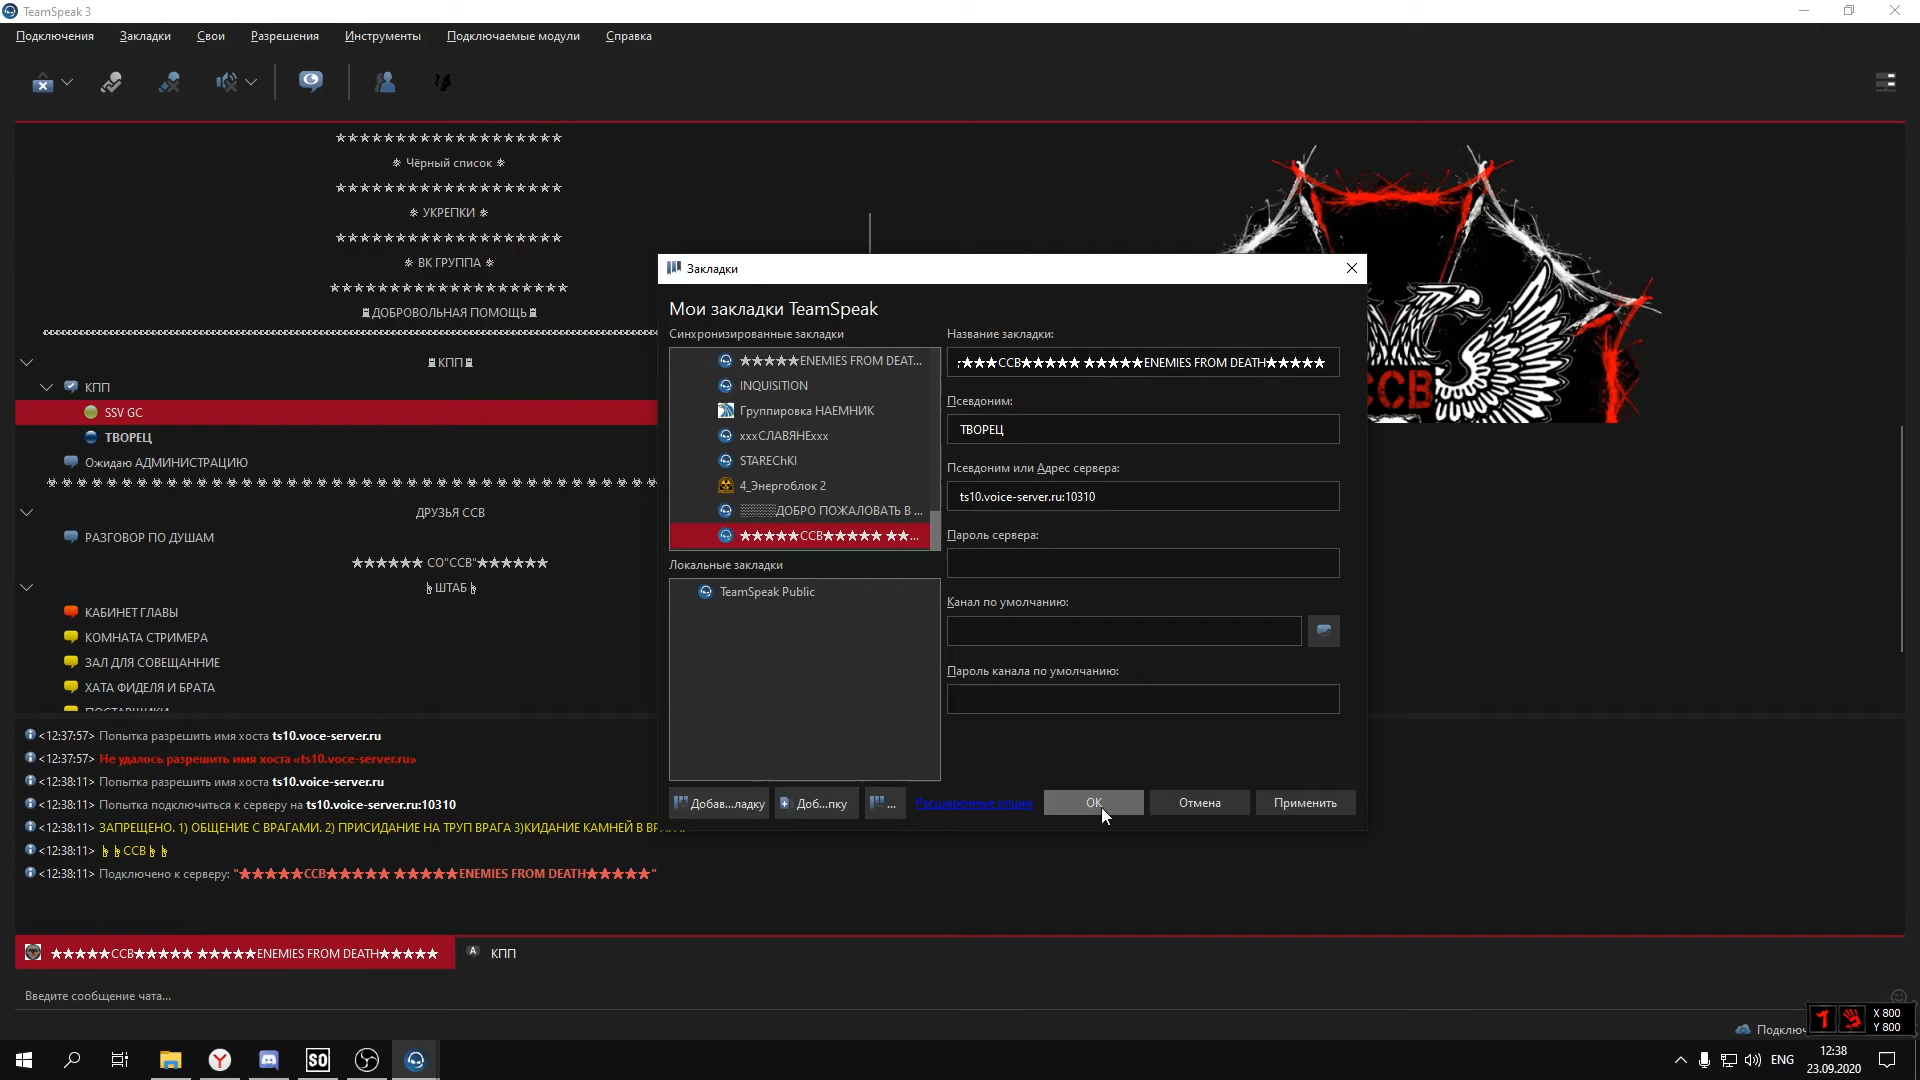 TeamSpeak 3
Подключения Закладки Свои Разрешения Инструменты Подключаемые модули Справка
★★★★★★★★★★★★★★★★★★★
⁕ Чёрный список ⁕
★★★★★★★★★★★★★★★★★★★
⁕ УКРЕПКИ ⁕
★★★★★★★★★★★★★★★★★★★
⁕ ВК ГРУППА ⁕
★★★★★★★★★★★★★★★★★★★★
♜ДОБРОВОЛЬНАЯ ПОМОЩЬ♜
♜КПП♜
КПП
SSV GC
ТВОРЕЦ
Ожидаю АДМИНИСТРАЦИЮ
ДРУЗЬЯ ССВ
РАЗГОВОР ПО ДУШАМ
★★★★★★ СО"ССВ"★★★★★★
ШТАБ
КАБИНЕТ ГЛАВЫ
КОМНАТА СТРИМЕРА
ЗАЛ ДЛЯ СОВЕЩАННИЕ
ХАТА ФИДЕЛЯ И БРАТА
ПОСТАВЩИКИ
ССВ
Закладки
Мои закладки TeamSpeak
Синхронизированные закладки
★★★★★ENEMIES FROM DEAT...
INQUISITION
Группировка НАЕМНИК
xxxСЛАВЯНЕxxx
STAREChKI
4_Энергоблок 2
▒▒▒▒ДОБРО ПОЖАЛОВАТЬ В ...
★★★★★ССВ★★★★★ ★★...
Локальные закладки
TeamSpeak Public
Название закладки:
★★★ССВ★★★★★ ★★★★★ENEMIES FROM DEATH★★★★★
Псевдоним:
ТВОРЕЦ
Псевдоним или Адрес сервера:
ts10.voice-server.ru:10310
Пароль сервера:
Канал по умолчанию:
Пароль канала по умолчанию:
Добав...ладку Доб...пку ... Расширенные опции OK Отмена Применить
<12:37:57> Попытка разрешить имя хоста ts10.voce-server.ru
<12:37:57> Не удалось разрешить имя хоста «ts10.voce-server.ru»
<12:38:11> Попытка разрешить имя хоста ts10.voice-server.ru
<12:38:11> Попытка подключиться к серверу на ts10.voice-server.ru:10310
<12:38:11> ЗАПРЕЩЕНО. 1) ОБЩЕНИЕ С ВРАГАМИ. 2) ПРИСИДАНИЕ НА ТРУП ВРАГА 3)КИДАНИЕ КАМНЕЙ В
<12:38:11> ССВ
<12:38:11> Подключено к серверу: "★★★★★ССВ★★★★★ ★★★★★ENEMIES FROM DEATH★★★★★"
★★★★★ССВ★★★★★ ★★★★★ENEMIES FROM DEATH★★★★★ A КПП
Введите сообщение чата...
Подключ
X 800
Y 800
ENG
12:38
23.09.2020